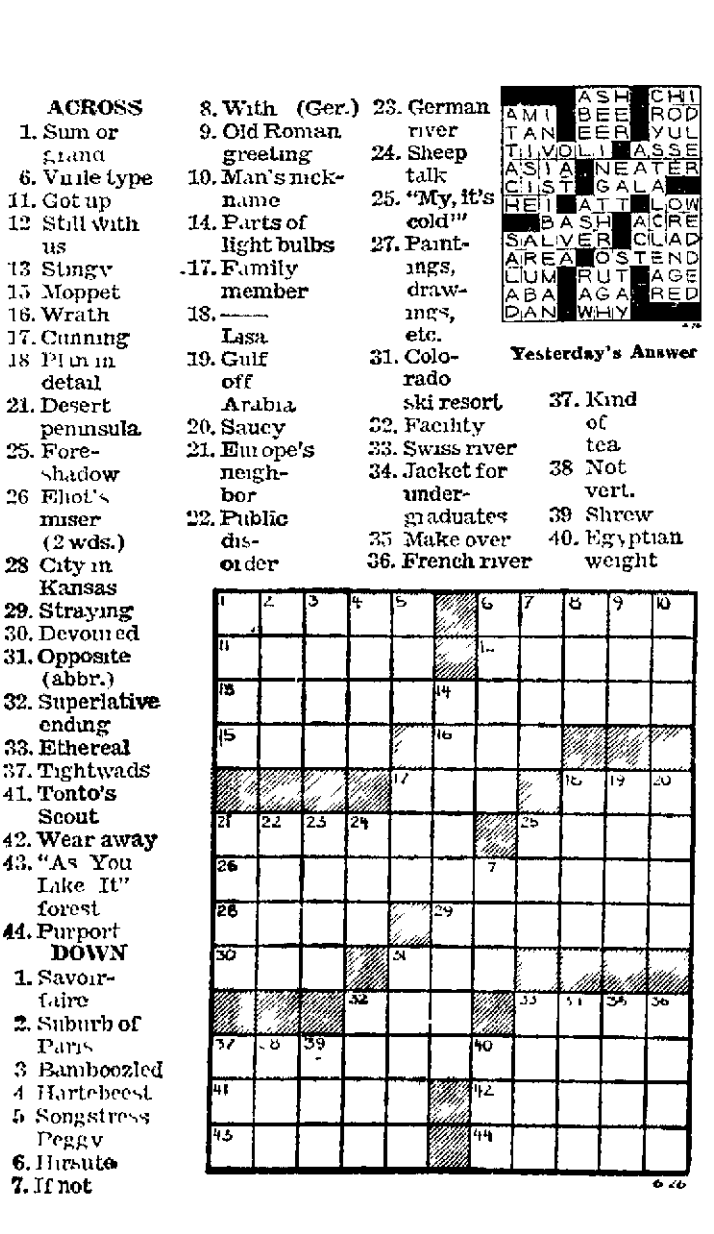 ACROSS
1. Sum or
6. Virile type
11. Got up
12 Still with
us
13 Stingy
15 Moppet
16. Wrath
17. Cunning
18 Plan in
detail
21. Desert
peninsula
25. Fore-
shadow
26 Eliot's
miser
(2 wds.)
28 City in
Kansas
29. Straying
30. Devoured
31. Opposite
(abbr.)
32. Superlative
ending
33. Ethereal
37. Tightwads
41. Tonto's
Scout
42. Wear away
43. "As You
Like It"
forest
44. Purport
DOWN
1. Savoir-
faire
2. Suburb of
Paris
3 Bamboozled
4 Hartebeest
5 Songstress
Peggy
6. Hirsute
7. If not
8. With (Ger.)
9. Old Roman
greeting
10. Man's nick-
name
14. Parts of
light bulbs
17. Family
member
18. ——
Lisa
19. Gulf
off
Arabia
20. Saucy
21. Europe's
neigh-
bor
22. Public
dis-
order
23. German
river
24. Sheep
talk
25. "My, it's
cold"
27. Paint-
ings,
draw-
ings,
etc.
31. Colo-
rado
ski resort
32. Facility
33. Swiss river
34. Jacket for
under-
graduates
35 Make over
36. French river
37. Kind
of
tea
38 Not
vert.
39 Shrew
40. Egyptian
weight
ASH CHI
AMI BEE ROD
TAN EER YUL
TIVOLI ASSE
ASIA NEATER
CIST GALA
HEI ATT LOW
BASH ACRE
SALIVER CLAD
AREA OSTEND
LUM RUT AGE
ABA AGA RED
DAN WHY
Yesterday's Answer
1 2 3 4 5 6 7 8 9 10
11
13 14
15 16
17 18 19 20
21 22 23 24 25
26 7
28 29
30 31
32 33 35 36
37 39 40
41 42
43 44
6 26